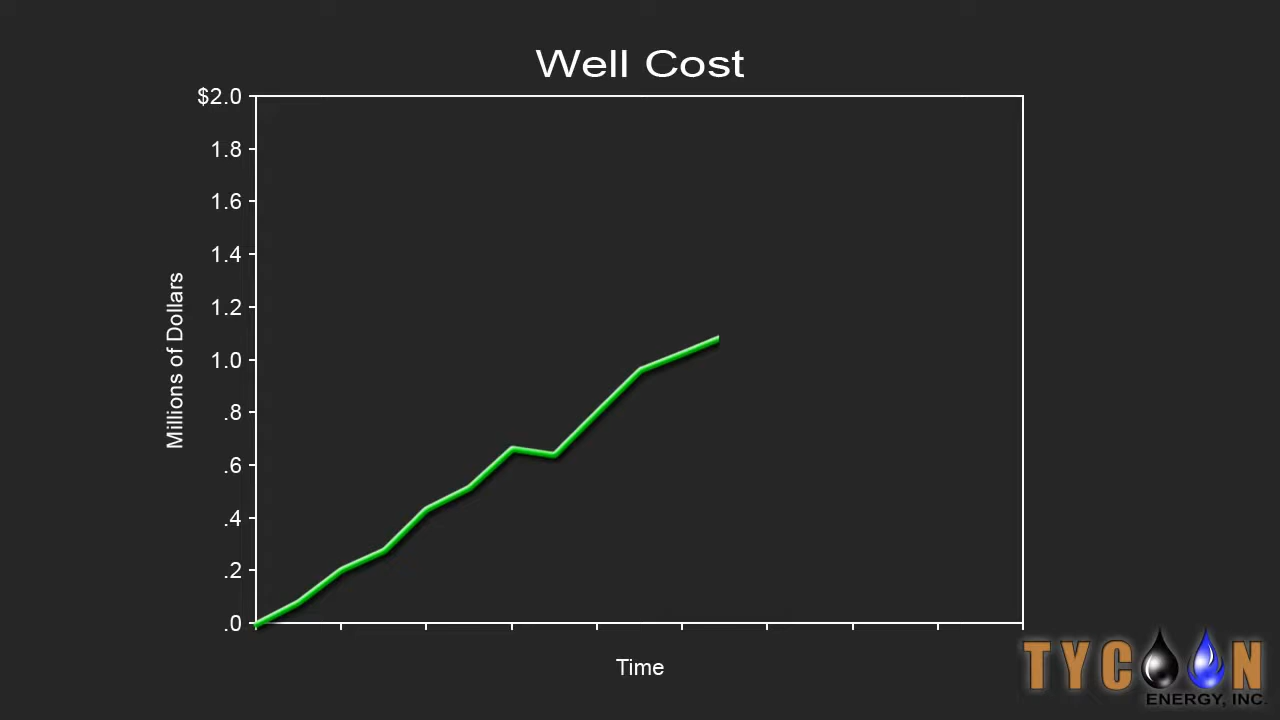 Well Cost
$2.0
1.8
1.6
1.4
1.2
1.0
.8
.6
.4
.2
.0
Millions of Dollars
Time
TYCOON
ENERGY, INC.